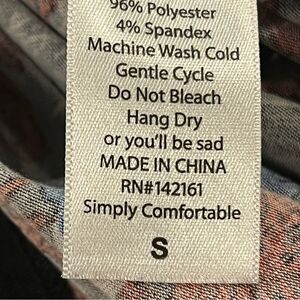 96% Polyester
4% Spandex
Machine Wash Cold
Gentle Cycle
Do Not Bleach
Hang Dry
or you'll be sad
MADE IN CHINA
RN#142161
Simply Comfortable
S